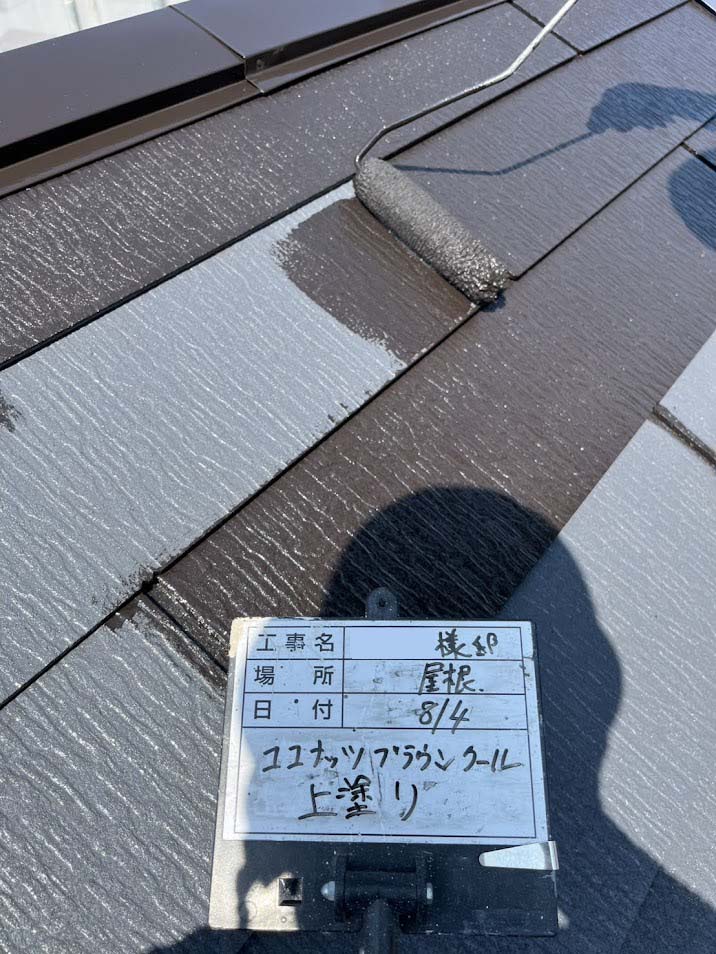 工事名 様邸
場所 屋根
日付 8/4
ココナッツブラウンクール
上塗り